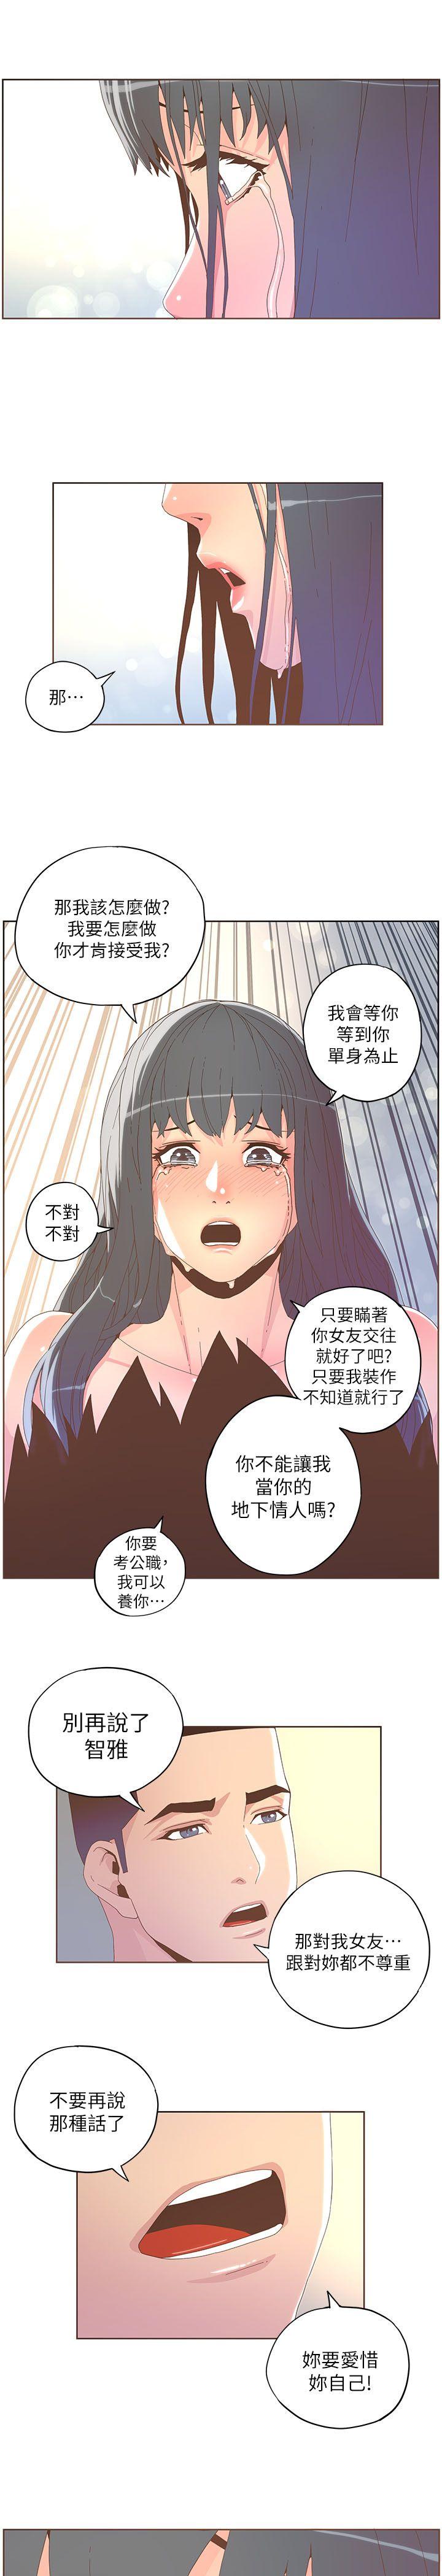 那…
那我該怎麼做?
我要怎麼做
你才肯接受我?
我會等你
等到你
單身為止
不對
不對
只要瞞著
你女友交往
就好了吧?
只要我裝作
不知道就行了
你不能讓我
當你的
地下情人嗎?
你要
考公職,
我可以
養你…
別再說了
智雅
那對我女友…
跟對妳都不尊重
不要再說
那種話了
妳要愛惜
妳自己!